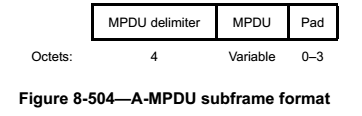 MPDU delimiter MPDU Pad
Octets: 4 Variable 0–3
Figure 8-504—A-MPDU subframe format